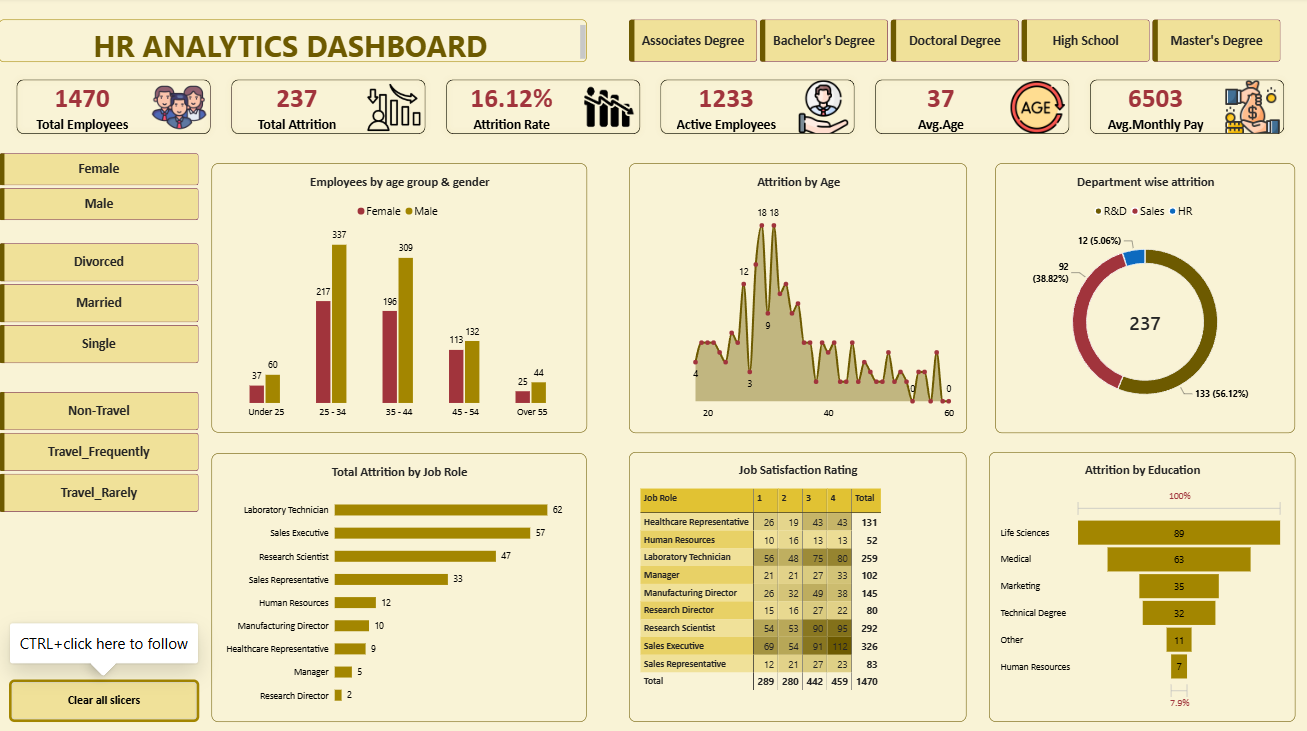 HR ANALYTICS DASHBOARD
Associates Degree
Bachelor's Degree
Doctoral Degree
High School
Master's Degree
1470
Total Employees
237
Total Attrition
16.12%
Attrition Rate
1233
Active Employees
AGE
37
Avg.Age
6503
Avg.Monthly Pay
Female
Male
Divorced
Married
Single
Non-Travel
Travel_Frequently
Travel_Rarely
CTRL+click here to follow
Clear all slicers
Employees by age group & gender
Female Male
37 60
217 337
196 309
113 132
25 44
Under 25 25 - 34 35 - 44 45 - 54 Over 55
Attrition by Age
18 18
12
9
4
3
0 0
20 40 60
Department wise attrition
R&D Sales HR
12 (5.06%)
92
(38.82%)
237
133 (56.12%)
Total Attrition by Job Role
Laboratory Technician 62
Sales Executive 57
Research Scientist 47
Sales Representative 33
Human Resources 12
Manufacturing Director 10
Healthcare Representative 9
Manager 5
Research Director 2
Job Satisfaction Rating
Job Role 1 2 3 4 Total
Healthcare Representative 26 19 43 43 131
Human Resources 10 16 13 13 52
Laboratory Technician 56 48 75 80 259
Manager 21 21 27 33 102
Manufacturing Director 26 32 49 38 145
Research Director 15 16 27 22 80
Research Scientist 54 53 90 95 292
Sales Executive 69 54 91 112 326
Sales Representative 12 21 27 23 83
Total 289 280 442 459 1470
Attrition by Education
100%
Life Sciences 89
Medical 63
Marketing 35
Technical Degree 32
Other 11
Human Resources 7
7.9%